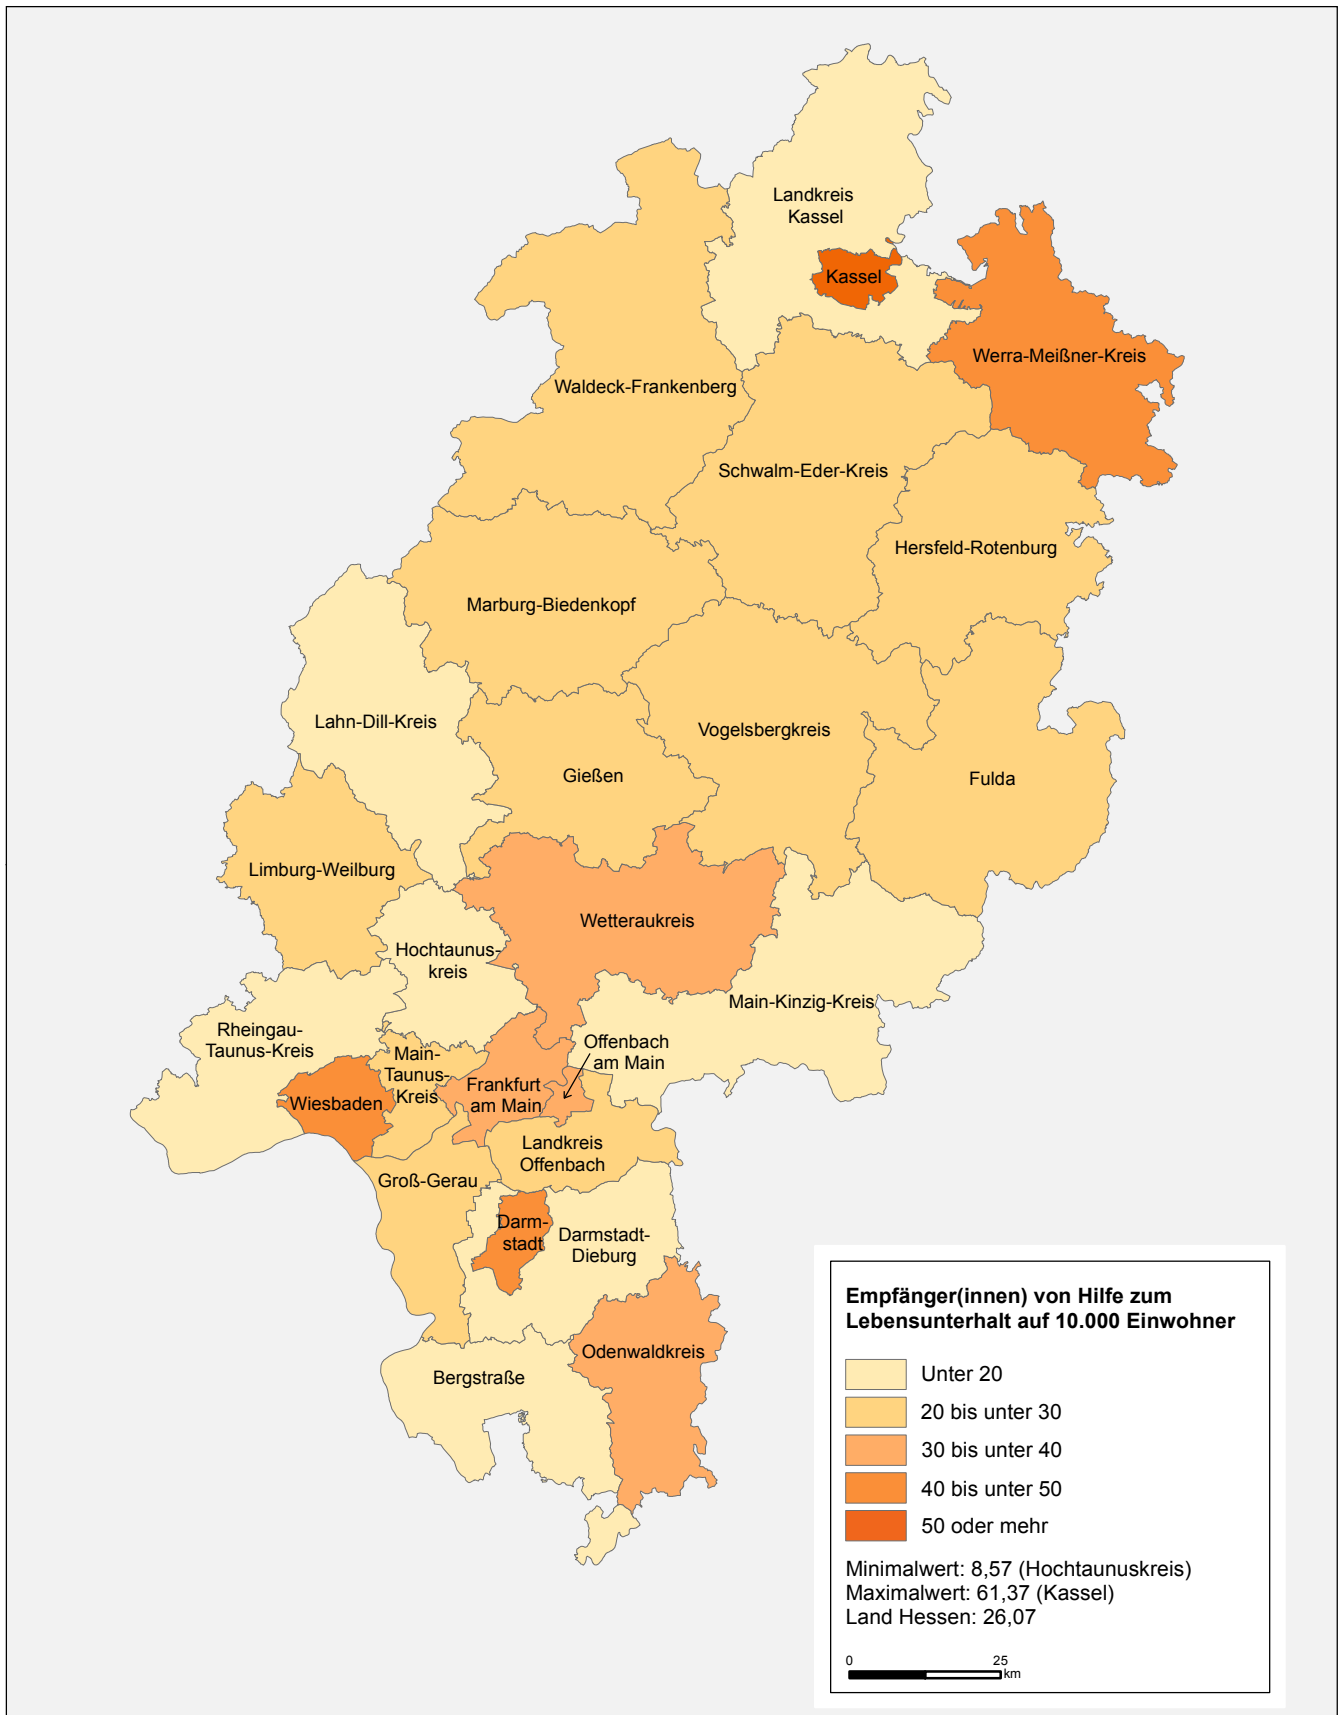 Landkreis
Kassel
Kassel
Werra-Meißner-Kreis
Waldeck-Frankenberg
Schwalm-Eder-Kreis
Hersfeld-Rotenburg
Marburg-Biedenkopf
Lahn-Dill-Kreis
Vogelsbergkreis
Gießen
Fulda
Limburg-Weilburg
Wetteraukreis
Hochtaunus-
kreis
Main-Kinzig-Kreis
Rheingau-
Taunus-Kreis
Offenbach
am Main
Main-
Taunus-
Kreis
Frankfurt
am Main
Wiesbaden
Landkreis
Offenbach
Groß-Gerau
Darm-
stadt
Darmstadt-
Dieburg
Odenwaldkreis
Bergstraße
Empfänger(innen) von Hilfe zum
Lebensunterhalt auf 10.000 Einwohner
Unter 20
20 bis unter 30
30 bis unter 40
40 bis unter 50
50 oder mehr
Minimalwert: 8,57 (Hochtaunuskreis)
Maximalwert: 61,37 (Kassel)
Land Hessen: 26,07
0 25
km